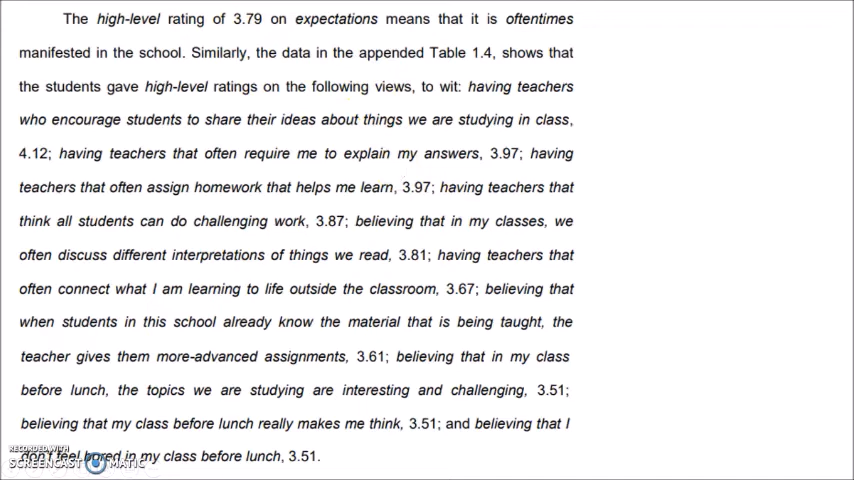 The high-level rating of 3.79 on expectations means that it is oftentimes
manifested in the school. Similarly, the data in the appended Table 1.4, shows that
the students gave high-level ratings on the following views, to wit: having teachers
who encourage students to share their ideas about things we are studying in class,
4.12; having teachers that often require me to explain my answers, 3.97; having
teachers that often assign homework that helps me learn, 3.97; having teachers that
think all students can do challenging work, 3.87; believing that in my classes, we
often discuss different interpretations of things we read, 3.81; having teachers that
often connect what I am learning to life outside the classroom, 3.67; believing that
when students in this school already know the material that is being taught, the
teacher gives them more-advanced assignments, 3.61; believing that in my class
before lunch, the topics we are studying are interesting and challenging, 3.51;
believing that my class before lunch really makes me think, 3.51; and believing that I
don't feel bored in my class before lunch, 3.51.
RECORDED WITH
SCREENCAST MATIC